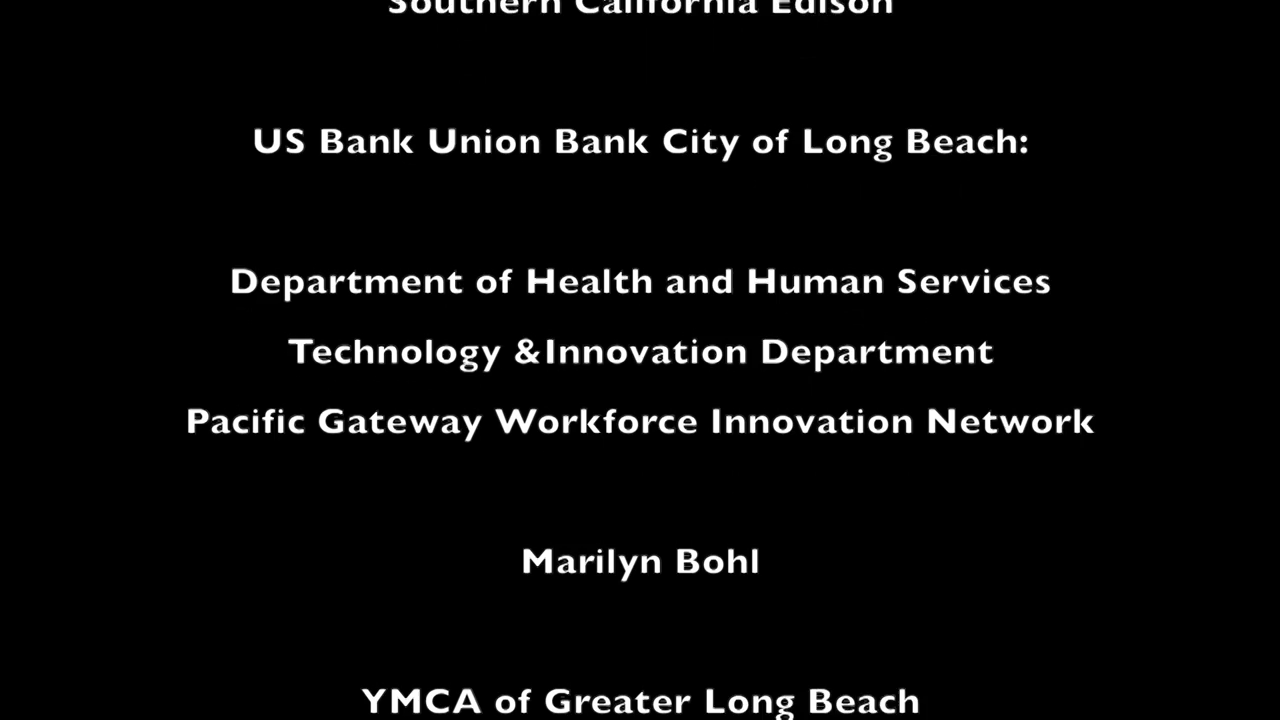 Southern California Edison
US Bank Union Bank City of Long Beach:
Department of Health and Human Services
Technology &Innovation Department
Pacific Gateway Workforce Innovation Network
Marilyn Bohl
YMCA of Greater Long Beach